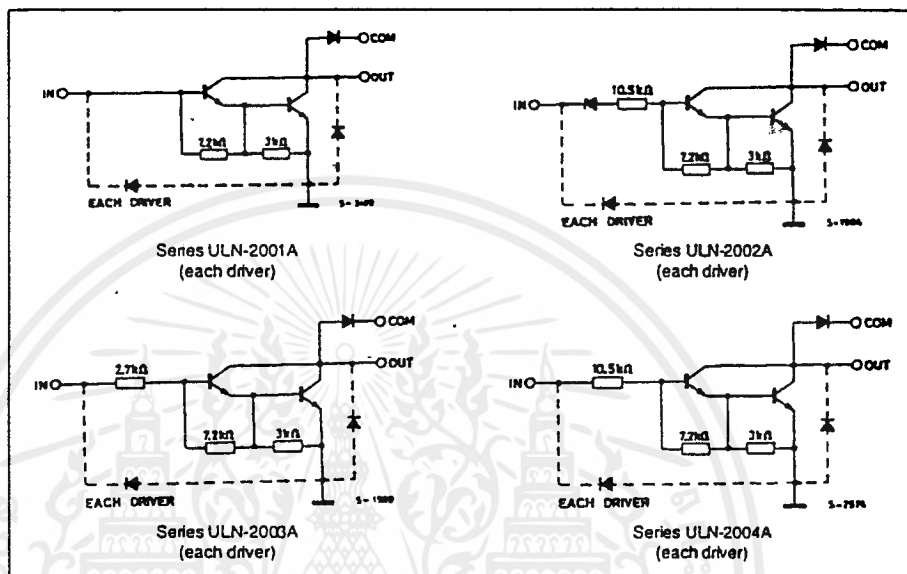 COM
OUT
IN
7.2kΩ 3kΩ
EACH DRIVER
Series ULN-2001A
(each driver)
COM
OUT
10.5kΩ
IN
7.2kΩ 3kΩ
EACH DRIVER
Series ULN-2002A
(each driver)
COM
OUT
2.7kΩ
IN
7.2kΩ 3kΩ
EACH DRIVER
Series ULN-2003A
(each driver)
COM
OUT
10.5kΩ
IN
7.2kΩ 3kΩ
EACH DRIVER
Series ULN-2004A
(each driver)